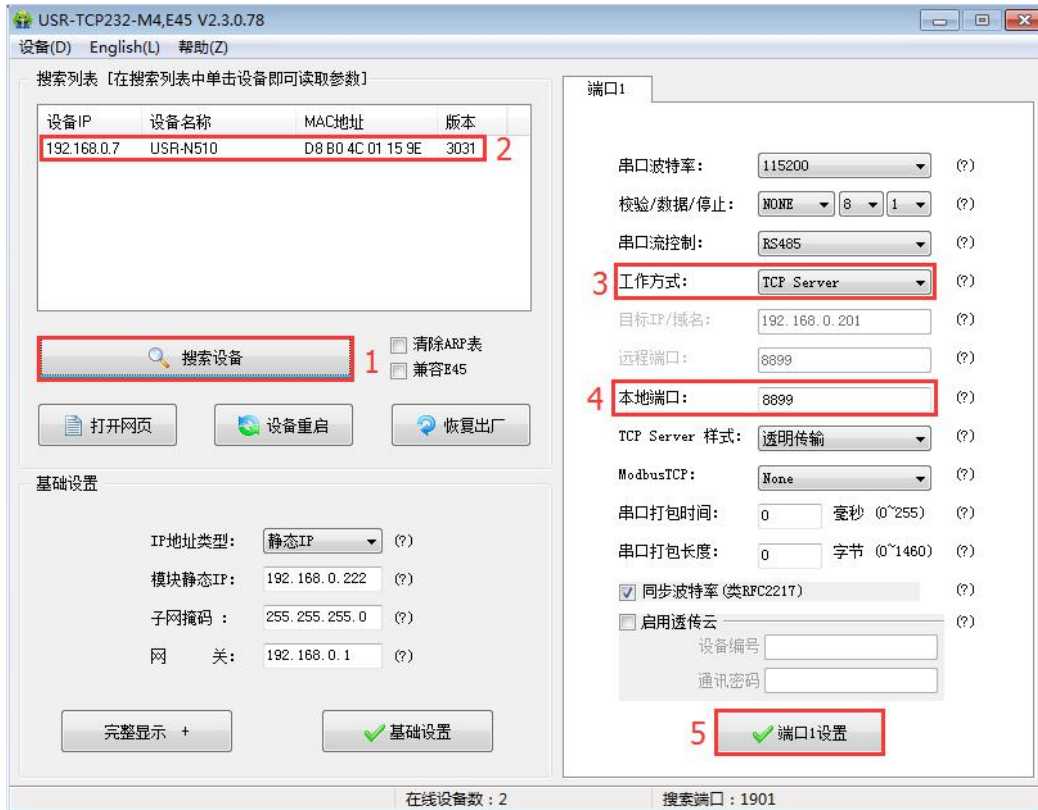 USR-TCP232-M4,E45 V2.3.0.78
设备(D) English(L) 帮助(Z)
搜索列表 [在搜索列表中单击设备即可读取参数]
设备IP 设备名称 MAC地址 版本
192.168.0.7 USR-N510 D8 B0 4C 01 15 9E 3031 2
1 搜索设备
清除ARP表
兼容E45
打开网页 设备重启 恢复出厂
基础设置
IP地址类型: 静态IP (?)
模块静态IP: 192.168.0.222 (?)
子网掩码 : 255.255.255.0 (?)
网 关: 192.168.0.1 (?)
完整显示 + 基础设置
端口1
串口波特率: 115200 (?)
校验/数据/停止: NONE 8 1 (?)
串口流控制: RS485 (?)
3 工作方式: TCP Server (?)
目标IP/域名: 192.168.0.201 (?)
远程端口: 8899 (?)
4 本地端口: 8899 (?)
TCP Server 样式: 透明传输 (?)
ModbusTCP: None (?)
串口打包时间: 0 毫秒 (0~255) (?)
串口打包长度: 0 字节 (0~1460) (?)
同步波特率(类RFC2217) (?)
启用透传云 (?)
设备编号
通讯密码
5 端口1设置
在线设备数:2 搜索端口:1901